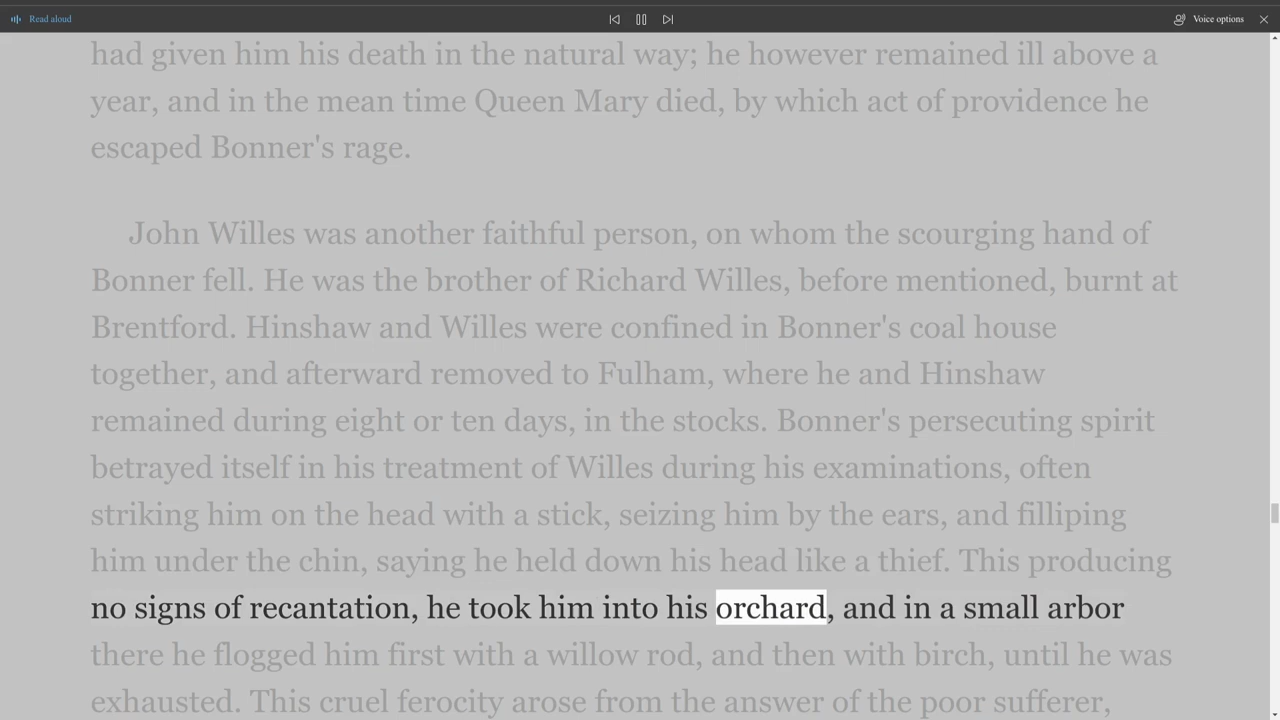 Read aloud
Voice options
had given him his death in the natural way; he however remained ill above a
year, and in the mean time Queen Mary died, by which act of providence he
escaped Bonner's rage.
John Willes was another faithful person, on whom the scourging hand of
Bonner fell. He was the brother of Richard Willes, before mentioned, burnt at
Brentford. Hinshaw and Willes were confined in Bonner's coal house
together, and afterward removed to Fulham, where he and Hinshaw
remained during eight or ten days, in the stocks. Bonner's persecuting spirit
betrayed itself in his treatment of Willes during his examinations, often
striking him on the head with a stick, seizing him by the ears, and filliping
him under the chin, saying he held down his head like a thief. This producing
no signs of recantation, he took him into his orchard, and in a small arbor
there he flogged him first with a willow rod, and then with birch, until he was
exhausted. This cruel ferocity arose from the answer of the poor sufferer,